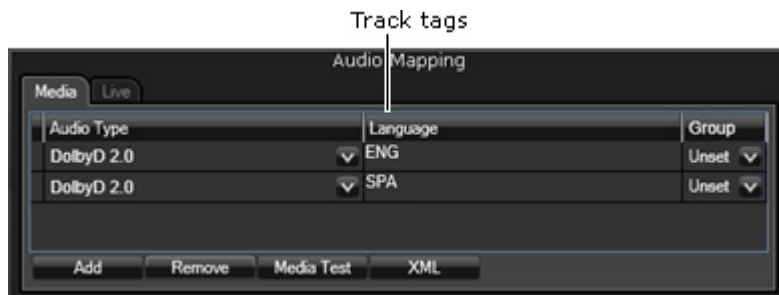 Track tags
Audio Mapping
Media Live
Audio Type Language Group
DolbyD 2.0 ENG Unset
DolbyD 2.0 SPA Unset
Add Remove Media Test XML